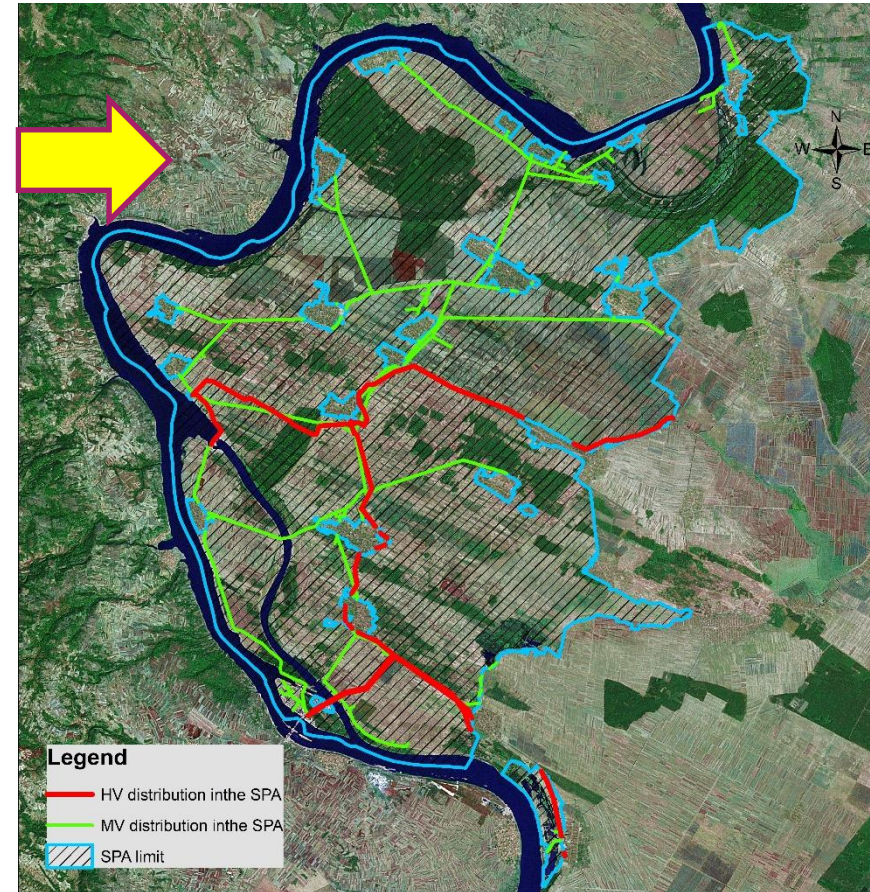 N
W E
S
Legend
HV distribution inthe SPA
MV distribution inthe SPA
SPA limit